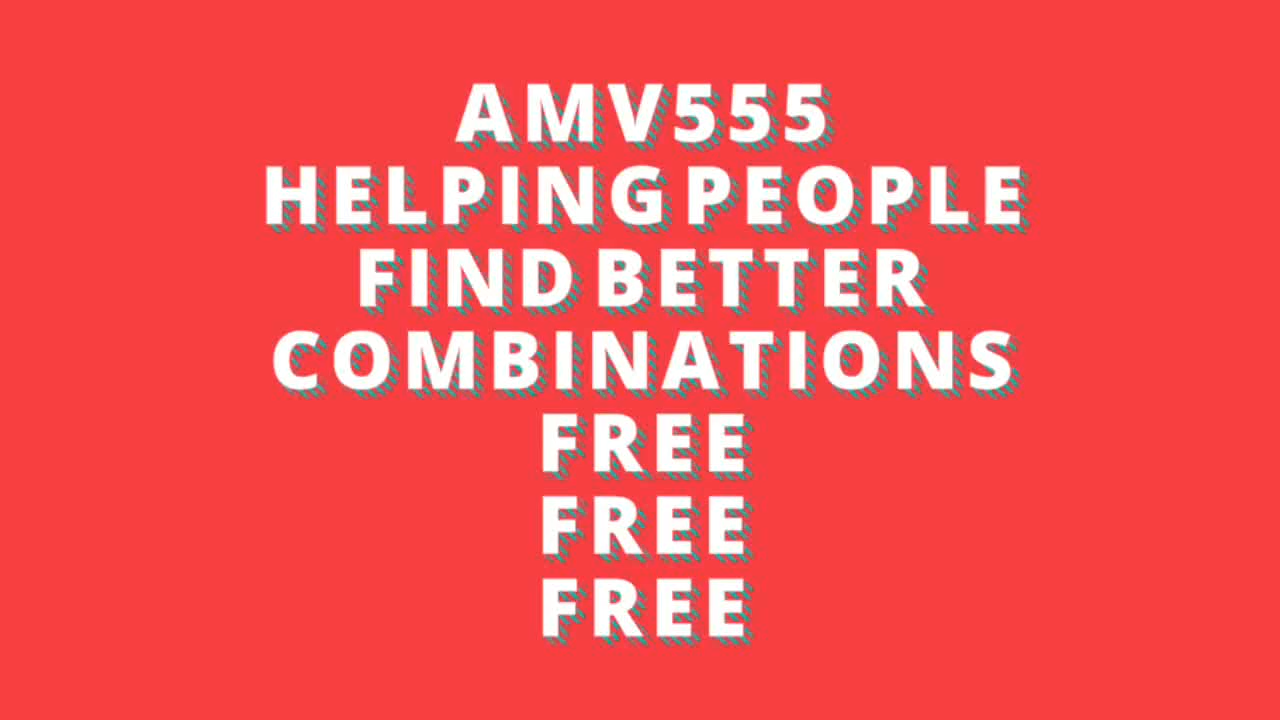 AMV555
HELPING PEOPLE
FIND BETTER
COMBINATIONS
FREE
FREE
FREE